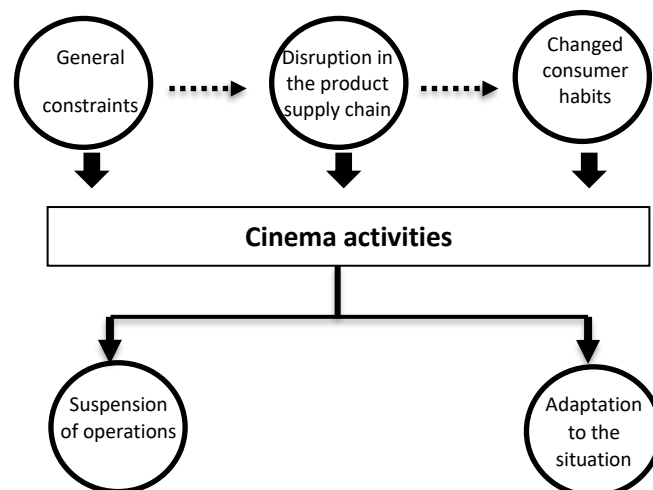 General
constraints
Disruption in
the product
supply chain
Changed
consumer
habits
Cinema activities
Suspension
of operations
Adaptation
to the
situation